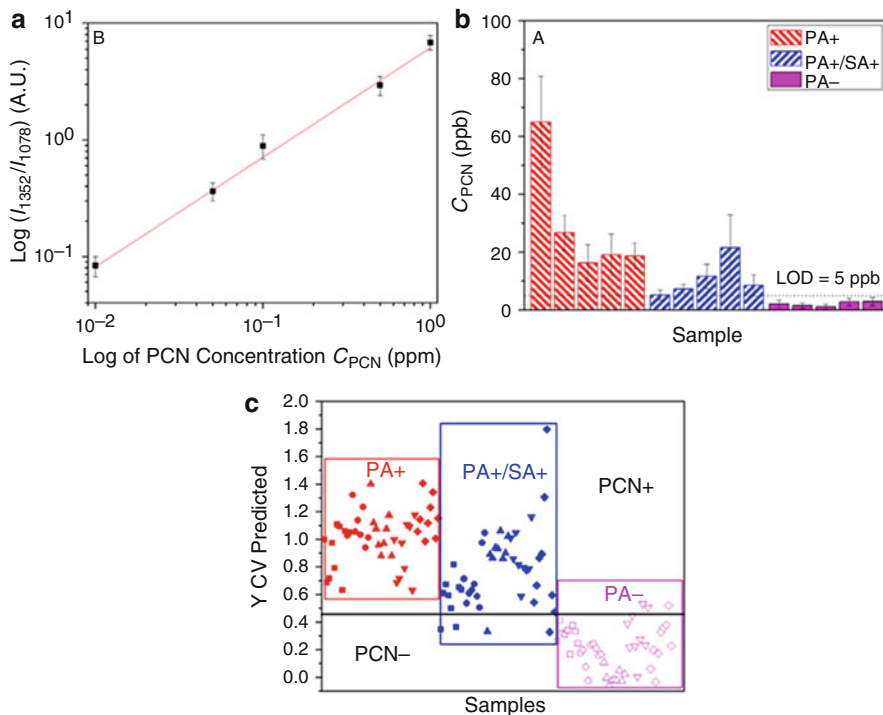 a
B
10¹
10⁰
10⁻¹
Log (I₁₃₅₂/I₁₀₇₈) (A.U.)
10⁻² 10⁻¹ 10⁰
Log of PCN Concentration C_PCN (ppm)
b
A
PA+
PA+/SA+
PA–
100
80
60
40
20
0
C_PCN (ppb)
LOD = 5 ppb
Sample
c
2.0
1.8
1.6
1.4
1.2
1.0
0.8
0.6
0.4
0.2
0.0
Y CV Predicted
PA+
PA+/SA+
PCN+
PA–
PCN–
Samples